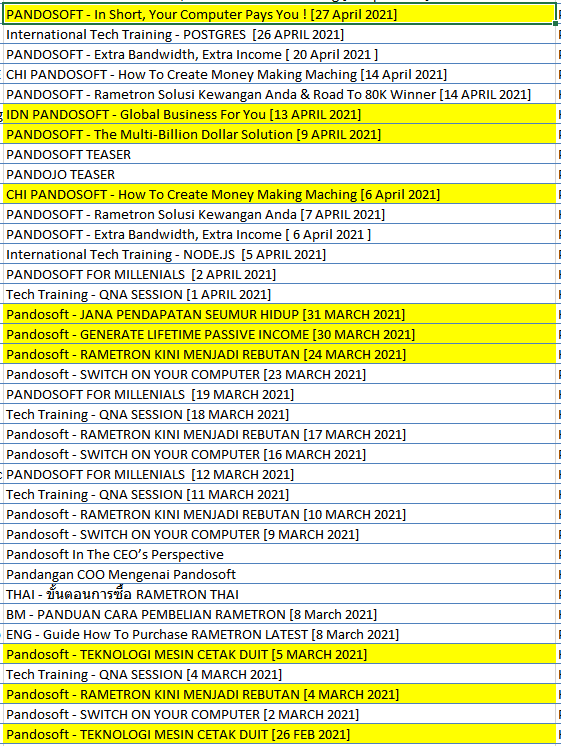 PANDOSOFT - In Short, Your Computer Pays You ! [27 April 2021]
International Tech Training - POSTGRES [26 APRIL 2021]
PANDOSOFT - Extra Bandwidth, Extra Income [ 20 April 2021 ]
CHI PANDOSOFT - How To Create Money Making Maching [14 April 2021]
PANDOSOFT - Rametron Solusi Kewangan Anda & Road To 80K Winner [14 APRIL 2021]
IDN PANDOSOFT - Global Business For You [13 APRIL 2021]
PANDOSOFT - The Multi-Billion Dollar Solution [9 APRIL 2021]
PANDOSOFT TEASER
PANDOJO TEASER
CHI PANDOSOFT - How To Create Money Making Maching [6 April 2021]
PANDOSOFT - Rametron Solusi Kewangan Anda [7 APRIL 2021]
PANDOSOFT - Extra Bandwidth, Extra Income [ 6 April 2021 ]
International Tech Training - NODE.JS [5 APRIL 2021]
PANDOSOFT FOR MILLENIALS [2 APRIL 2021]
Tech Training - QNA SESSION [1 APRIL 2021]
Pandosoft - JANA PENDAPATAN SEUMUR HIDUP [31 MARCH 2021]
Pandosoft - GENERATE LIFETIME PASSIVE INCOME [30 MARCH 2021]
Pandosoft - RAMETRON KINI MENJADI REBUTAN [24 MARCH 2021]
Pandosoft - SWITCH ON YOUR COMPUTER [23 MARCH 2021]
PANDOSOFT FOR MILLENIALS [19 MARCH 2021]
Tech Training - QNA SESSION [18 MARCH 2021]
Pandosoft - RAMETRON KINI MENJADI REBUTAN [17 MARCH 2021]
Pandosoft - SWITCH ON YOUR COMPUTER [16 MARCH 2021]
PANDOSOFT FOR MILLENIALS [12 MARCH 2021]
Tech Training - QNA SESSION [11 MARCH 2021]
Pandosoft - RAMETRON KINI MENJADI REBUTAN [10 MARCH 2021]
Pandosoft - SWITCH ON YOUR COMPUTER [9 MARCH 2021]
Pandosoft In The CEO's Perspective
Pandangan COO Mengenai Pandosoft
THAI - ขั้นตอนการซื้อ RAMETRON THAI
BM - PANDUAN CARA PEMBELIAN RAMETRON [8 March 2021]
ENG - Guide How To Purchase RAMETRON LATEST [8 March 2021]
Pandosoft - TEKNOLOGI MESIN CETAK DUIT [5 MARCH 2021]
Tech Training - QNA SESSION [4 MARCH 2021]
Pandosoft - RAMETRON KINI MENJADI REBUTAN [4 MARCH 2021]
Pandosoft - SWITCH ON YOUR COMPUTER [2 MARCH 2021]
Pandosoft - TEKNOLOGI MESIN CETAK DUIT [26 FEB 2021]